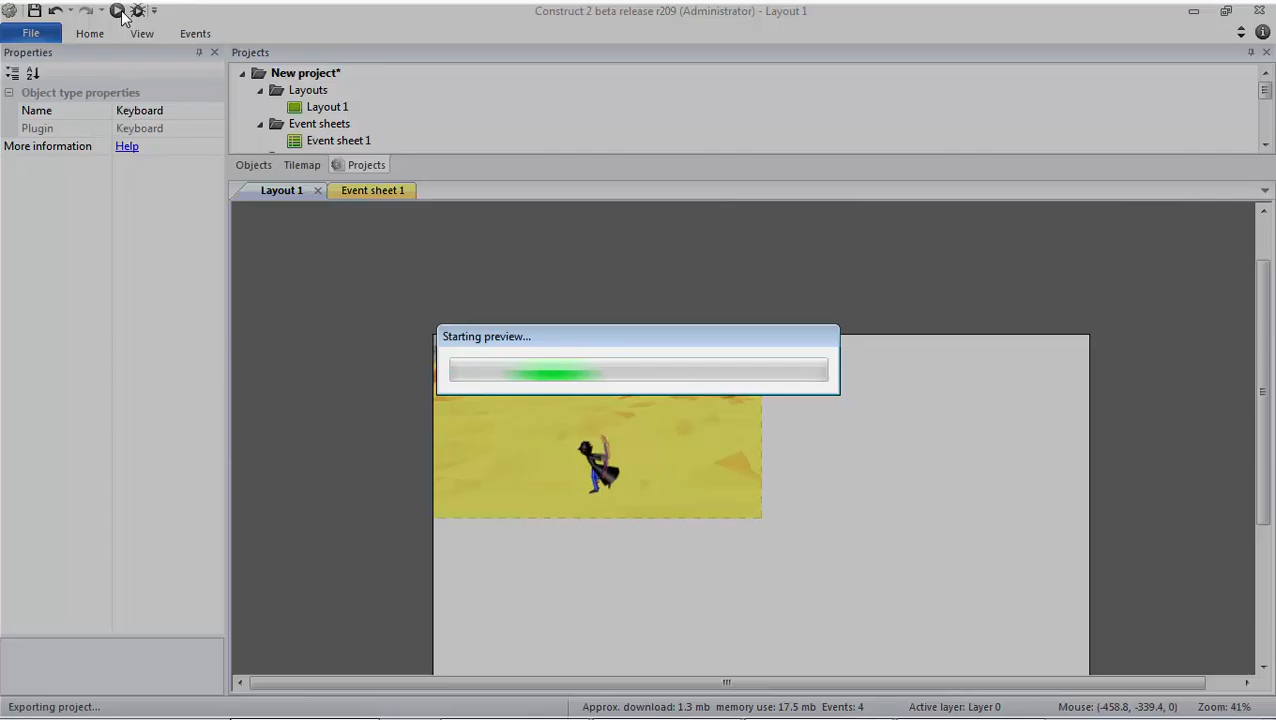 Construct 2 beta release r209 (Administrator) - Layout 1
File Home View Events
Properties
Projects
Object type properties
Name Keyboard
Plugin Keyboard
More information Help
New project*
Layouts
Layout 1
Event sheets
Event sheet 1
Objects Tilemap Projects
Layout 1 Event sheet 1
Starting preview...
Exporting project... Approx. download: 1.3 mb memory use: 17.5 mb Events: 4 Active layer: Layer 0 Mouse: (-458.8, -339.4, 0) Zoom: 41%